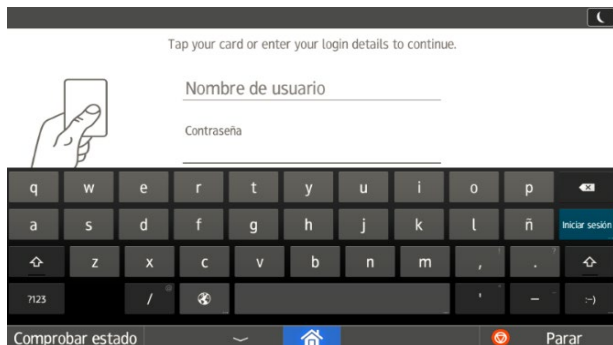 Tap your card or enter your login details to continue.
Nombre de usuario
Contraseña
q w e r t y u i o p
a s d f g h j k l ñ Iniciar sesión
z x c v b n m , ! . ?
?123 / @ ' - :-)
Comprobar estado Parar